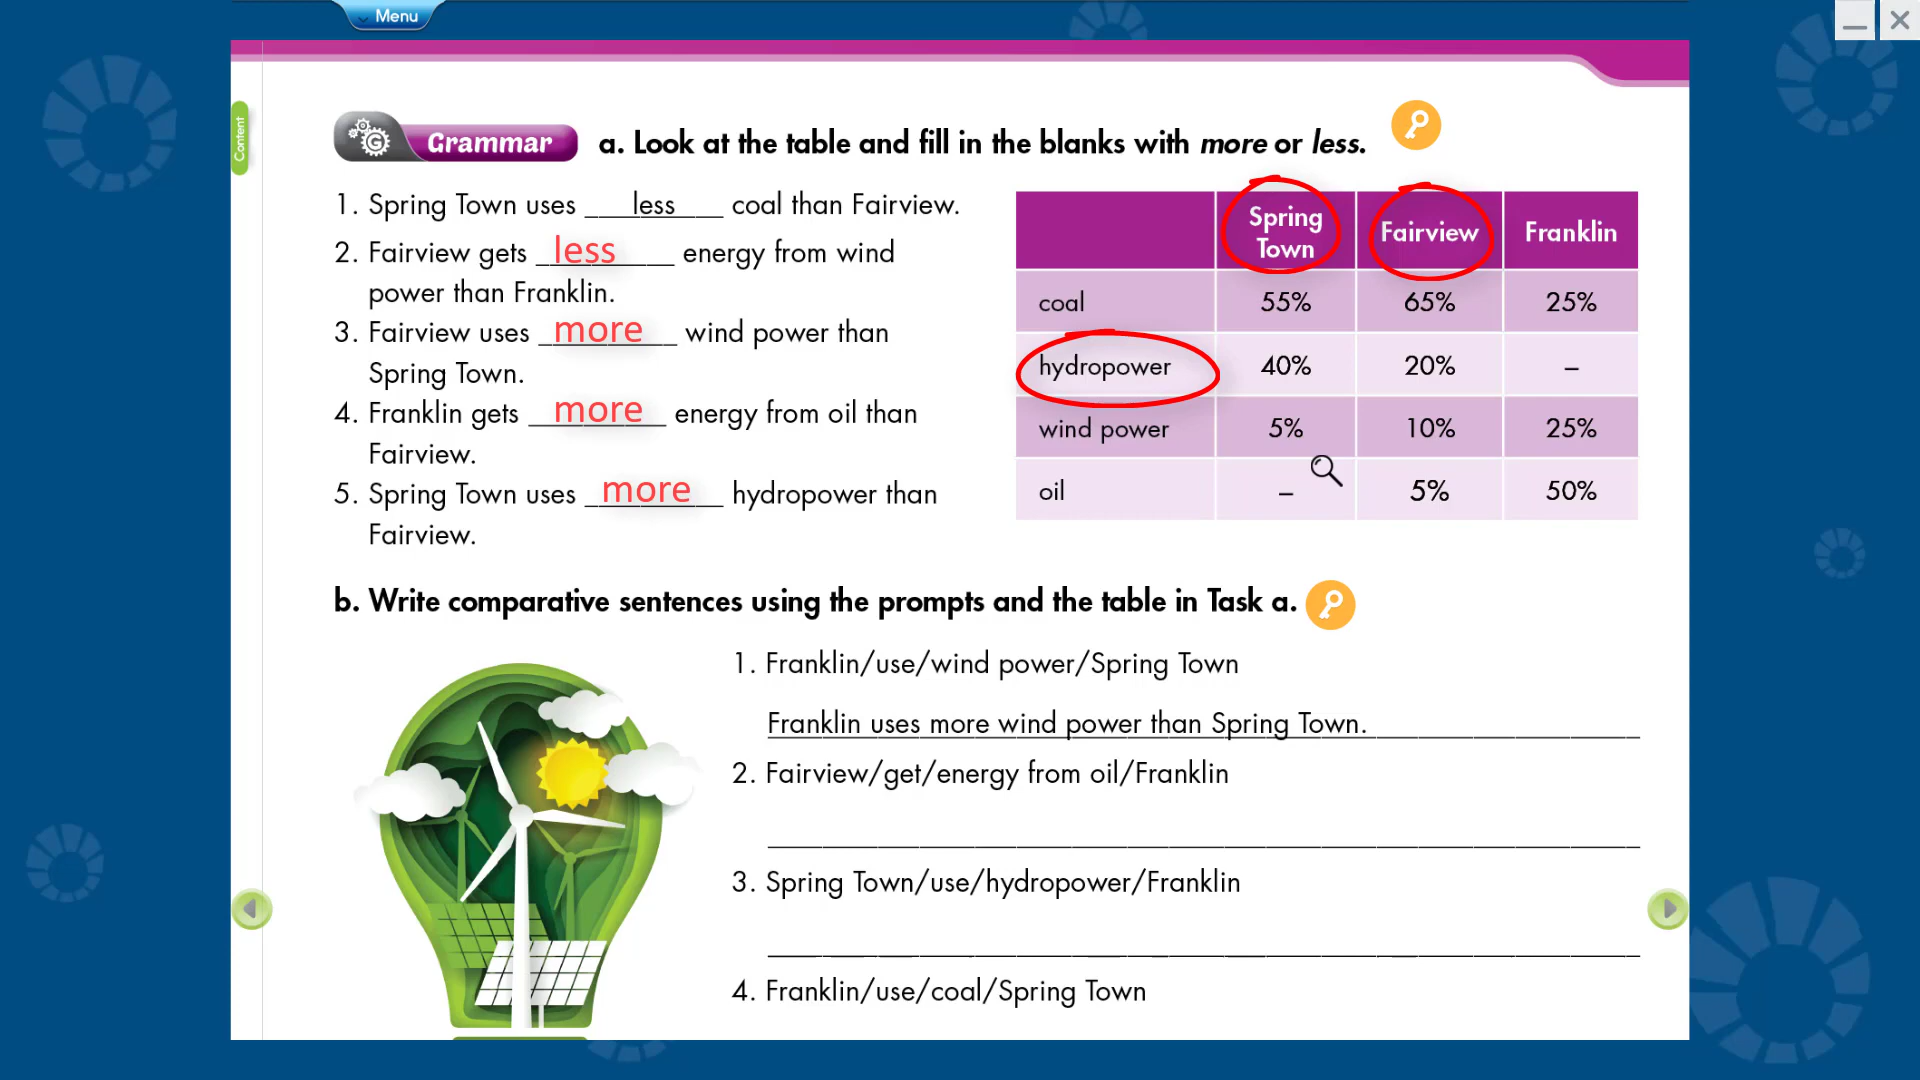 Menu
Content
Grammar a. Look at the table and fill in the blanks with more or less.
1. Spring Town uses ___less___ coal than Fairview.
2. Fairview gets less energy from wind
power than Franklin.
3. Fairview uses more wind power than
Spring Town.
4. Franklin gets more energy from oil than
Fairview.
5. Spring Town uses more hydropower than
Fairview.
Spring Town Fairview Franklin
coal 55% 65% 25%
hydropower 40% 20% –
wind power 5% 10% 25%
oil – 5% 50%
b. Write comparative sentences using the prompts and the table in Task a.
1. Franklin/use/wind power/Spring Town
Franklin uses more wind power than Spring Town.
2. Fairview/get/energy from oil/Franklin
3. Spring Town/use/hydropower/Franklin
4. Franklin/use/coal/Spring Town